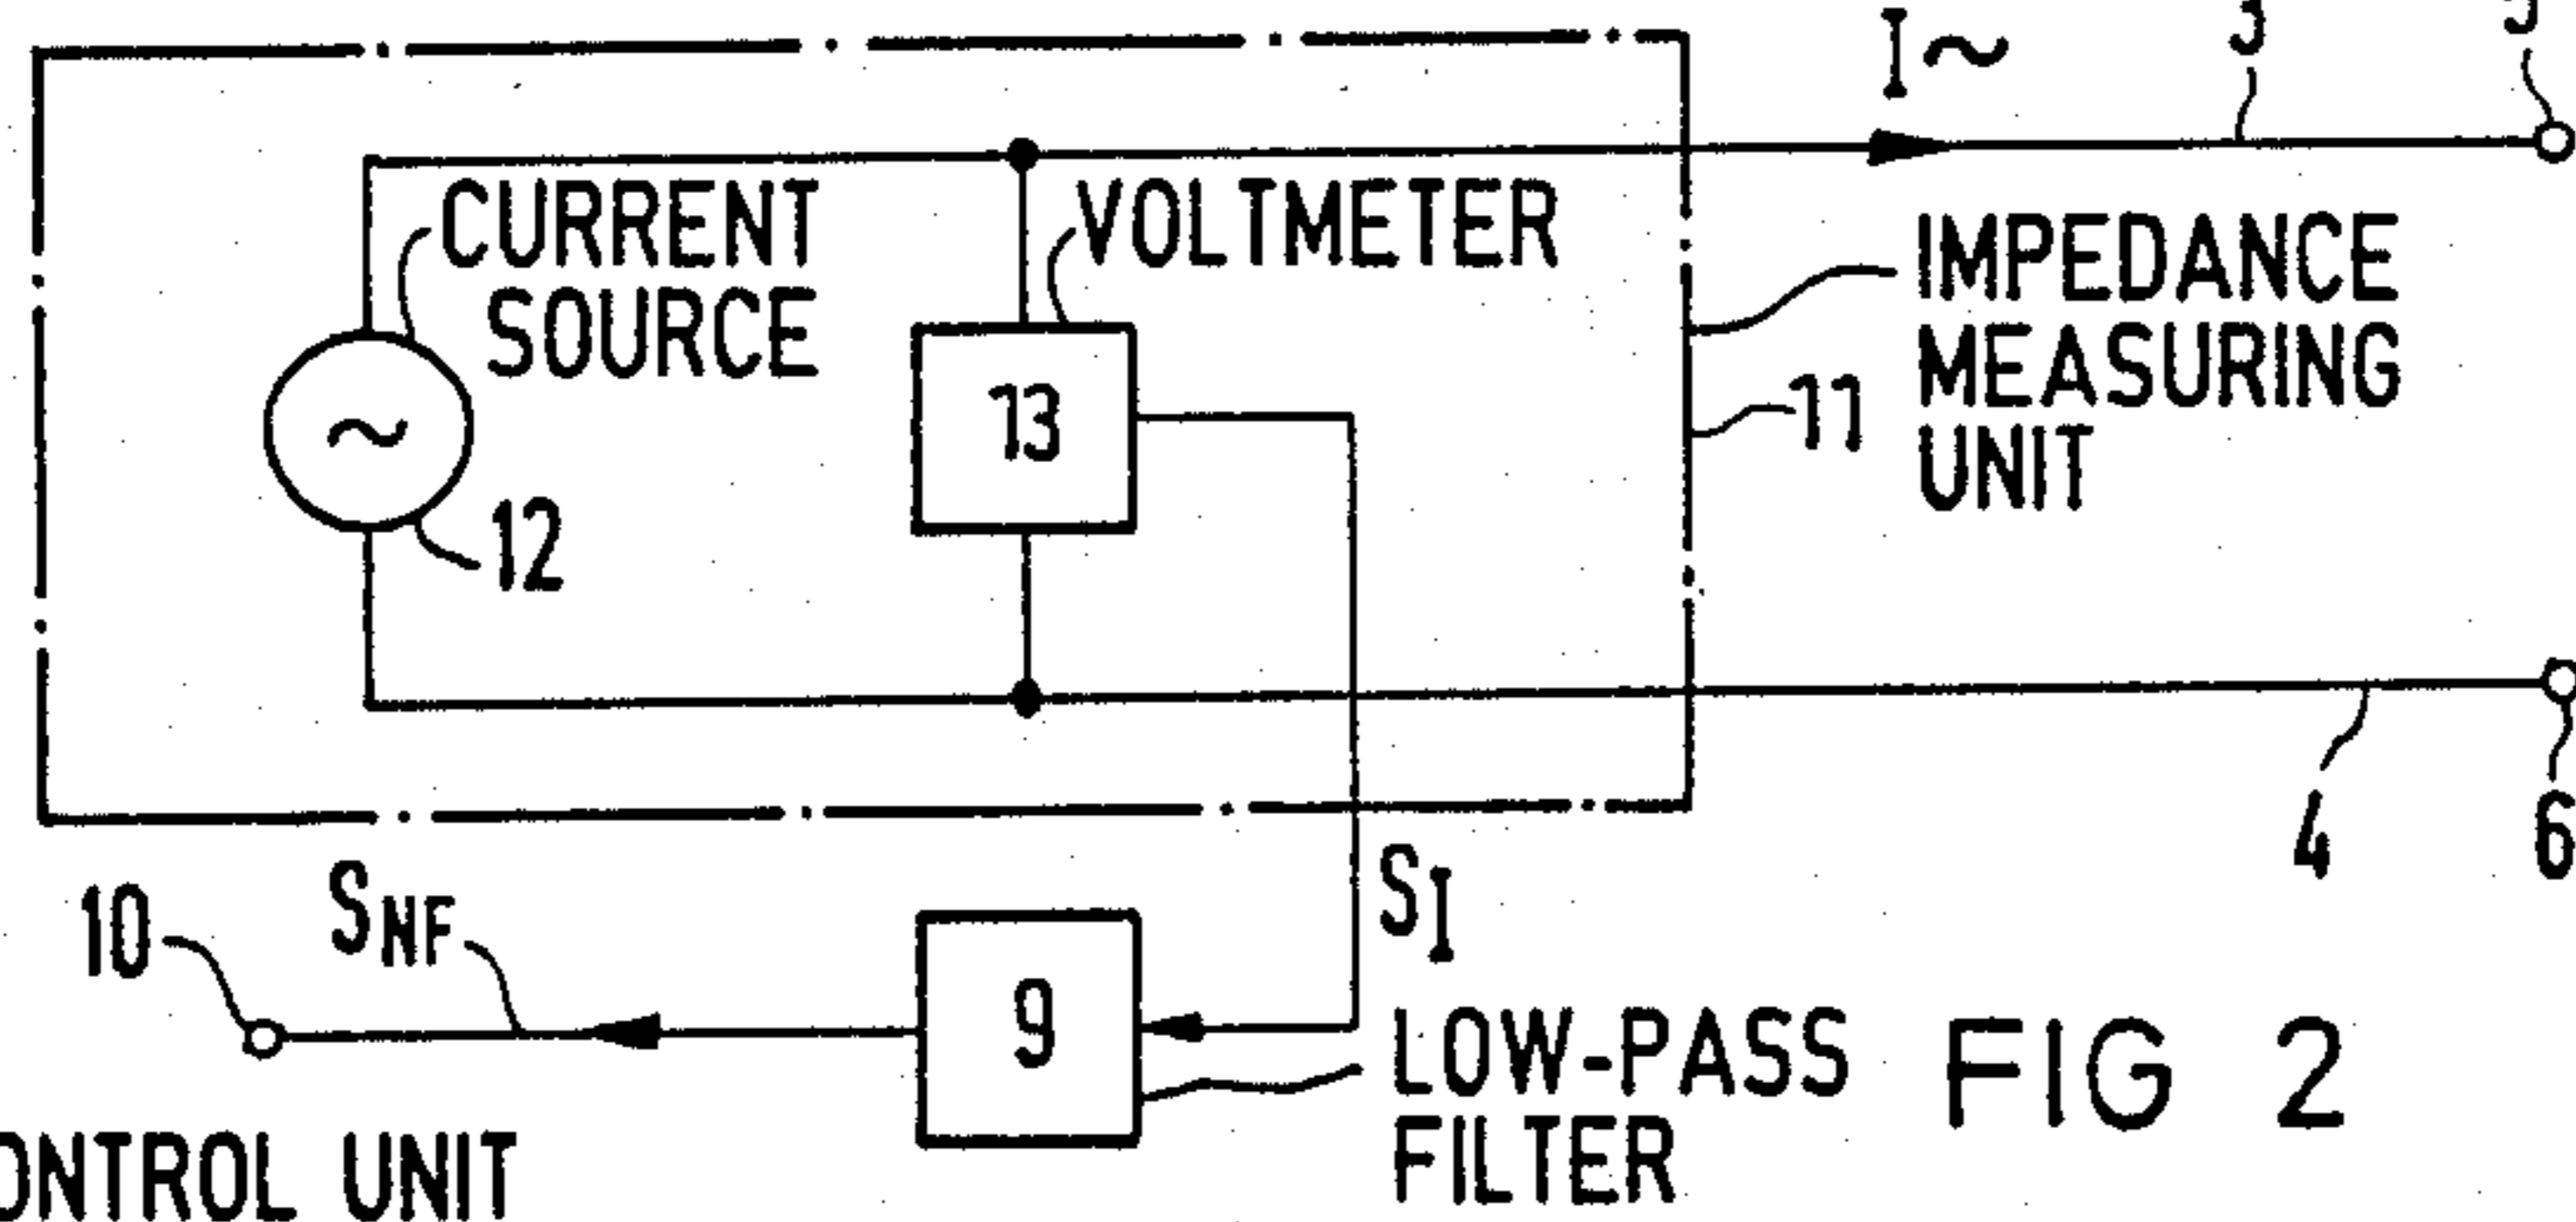 I~
3
5
CURRENT
SOURCE
VOLTMETER
IMPEDANCE
MEASURING
UNIT
13
11
~
12
4
6
10
SNF
SI
9
LOW-PASS
FILTER
FIG 2
ONTROL UNIT